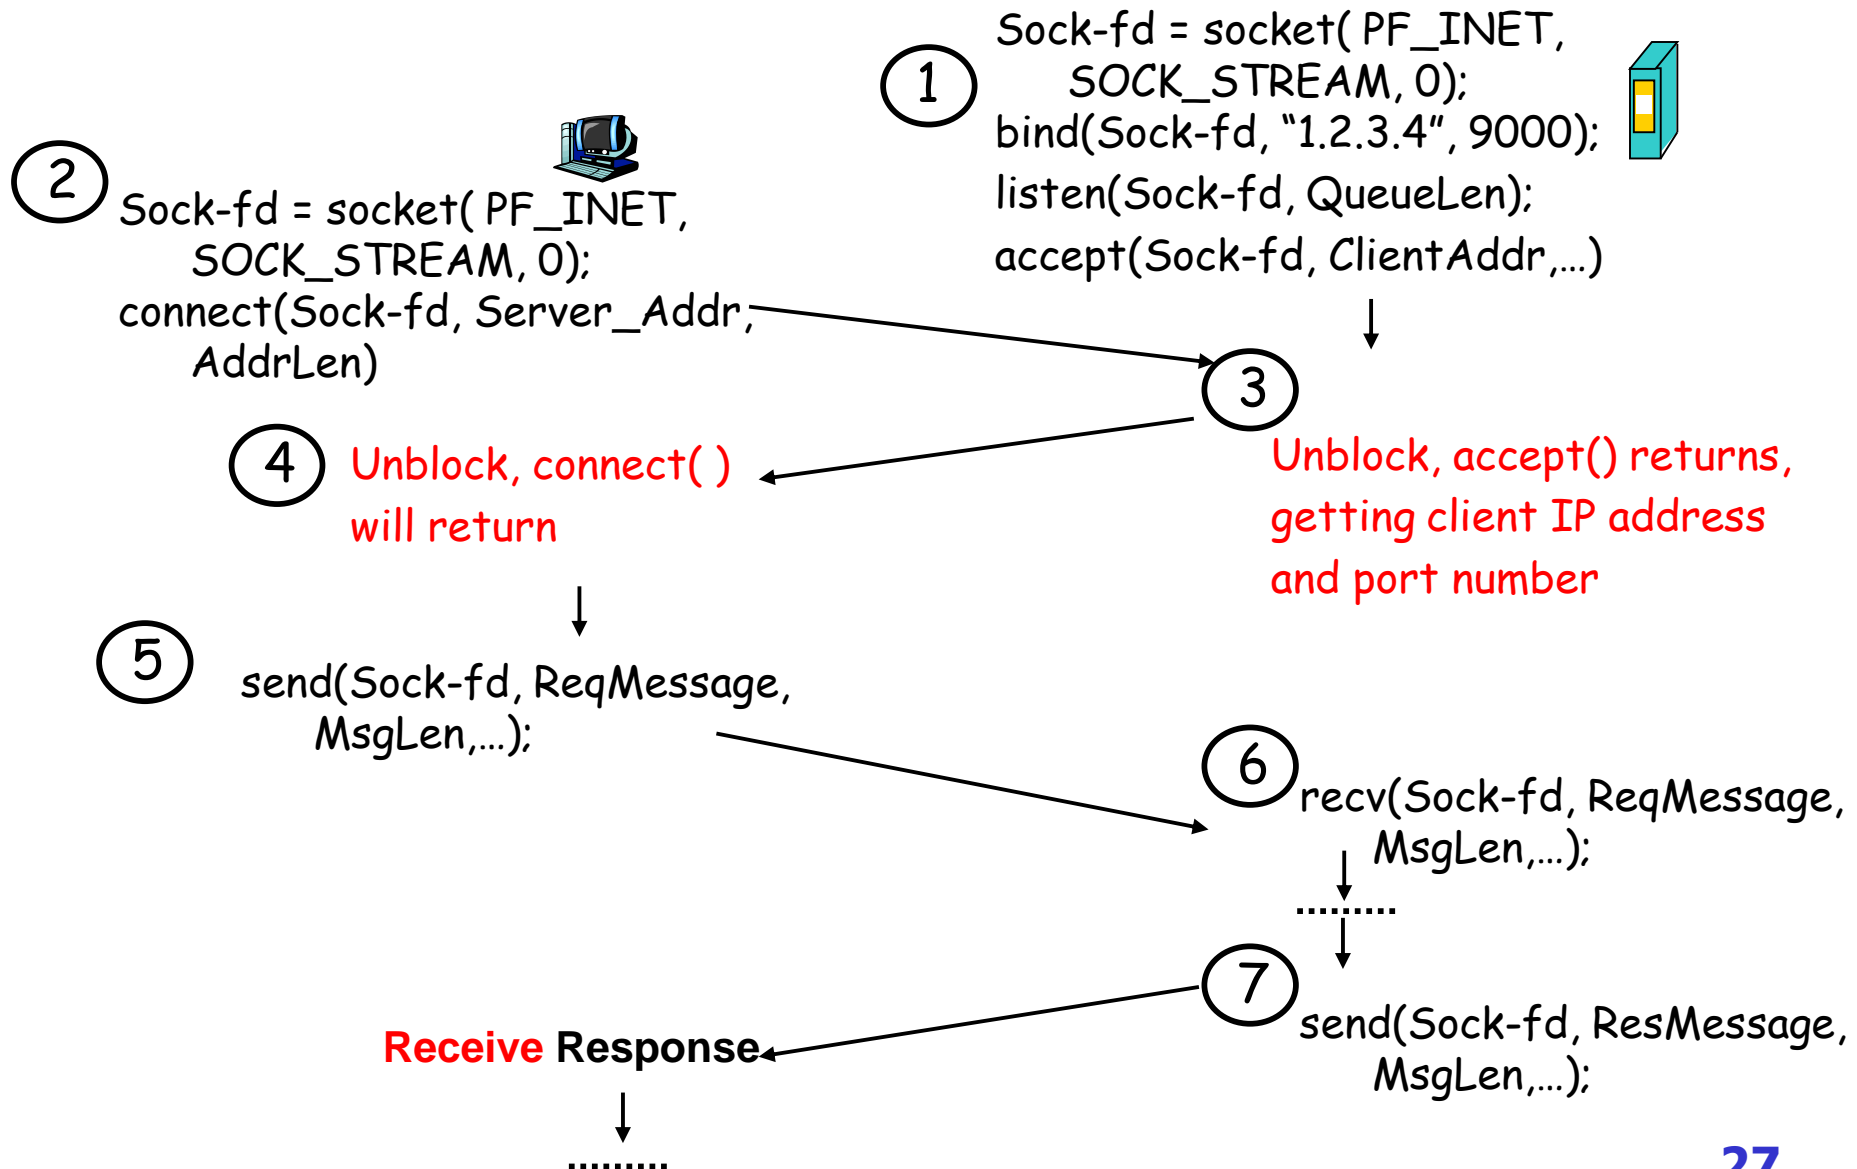 1
Sock-fd = socket( PF_INET,
SOCK_STREAM, 0);
bind(Sock-fd, “1.2.3.4”, 9000);
listen(Sock-fd, QueueLen);
accept(Sock-fd, ClientAddr,…)
2
Sock-fd = socket( PF_INET,
SOCK_STREAM, 0);
connect(Sock-fd, Server_Addr,
AddrLen)
3
Unblock, accept() returns,
getting client IP address
and port number
4
Unblock, connect( )
will return
5
send(Sock-fd, ReqMessage,
MsgLen,…);
6
recv(Sock-fd, ReqMessage,
MsgLen,…);
………
7
send(Sock-fd, ResMessage,
MsgLen,…);
Receive Response
………
27